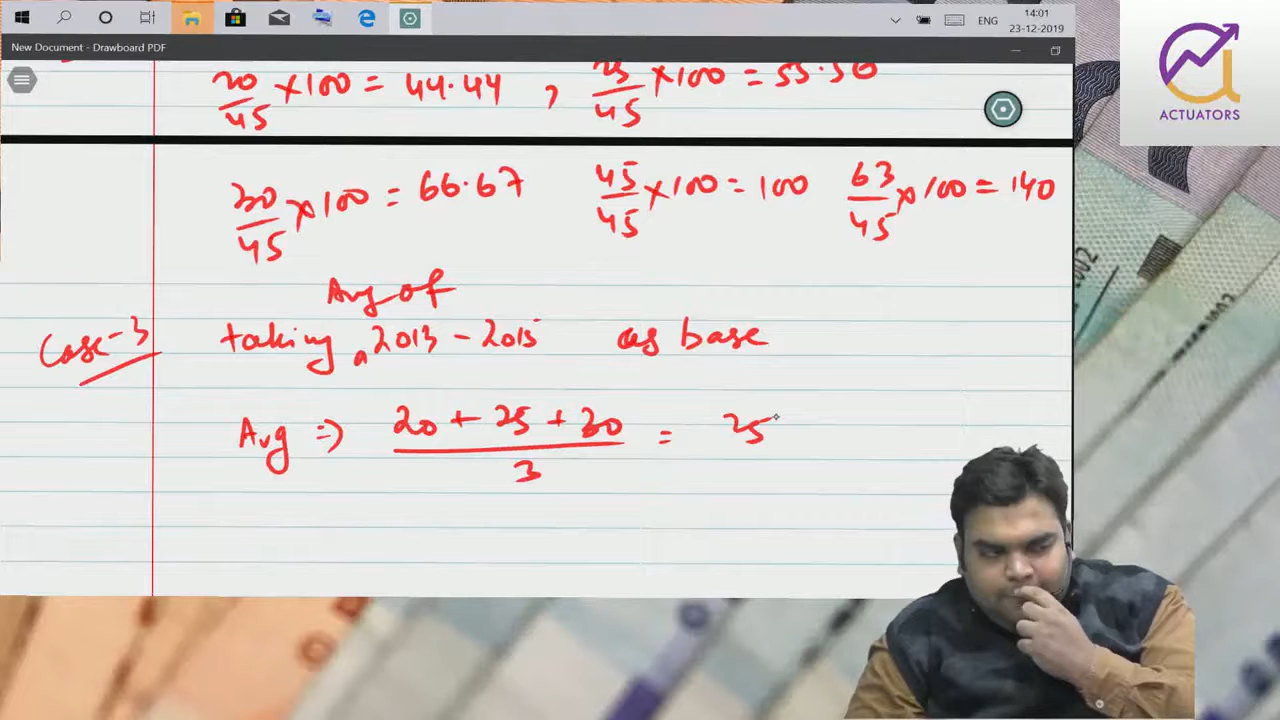 14:01
ENG
23-12-2019
New Document - Drawboard PDF
ACTUATORS
20/45 ×100 = 44.44 , 25/45 ×100 = 55.56
30/45 ×100 = 66.67 45/45 ×100 = 100 63/45 ×100 = 140
Avg of
Case-3 taking 2013 - 2015 as base
Avg ⇒ 20 + 25 + 30 / 3 = 25